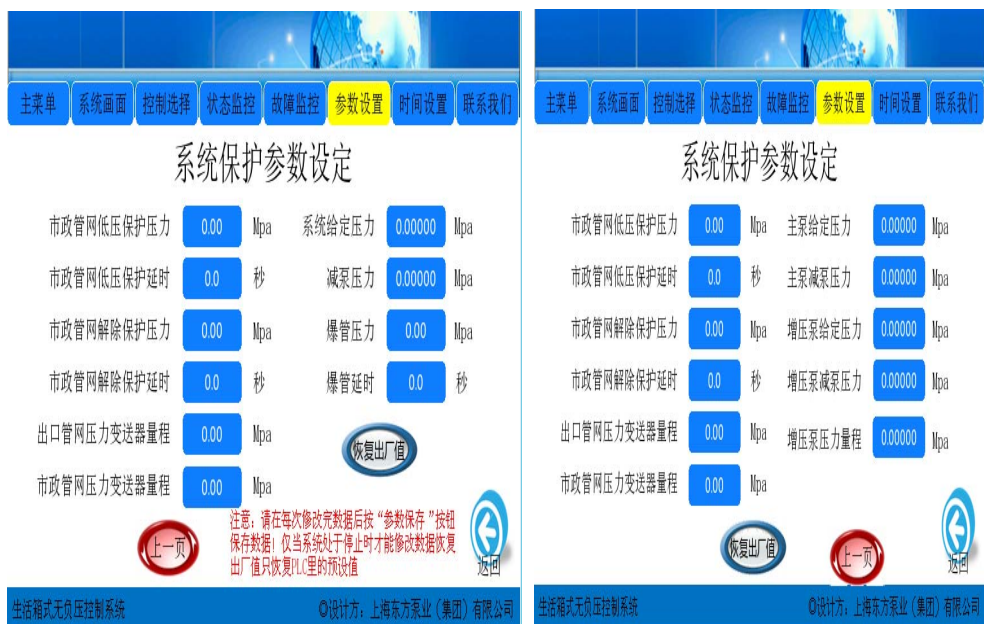 主菜单 系统画面 控制选择 状态监控 故障监控 参数设置 时间设置 联系我们
系统保护参数设定
市政管网低压保护压力 0.00 Mpa 系统给定压力 0.00000 Mpa
市政管网低压保护延时 0.0 秒 减泵压力 0.00000 Mpa
市政管网解除保护压力 0.00 Mpa 爆管压力 0.00 Mpa
市政管网解除保护延时 0.0 秒 爆管延时 0.0 秒
出口管网压力变送器量程 0.00 Mpa
恢复出厂值
市政管网压力变送器量程 0.00 Mpa
上一页
注意：请在每次修改完数据后按“参数保存”按钮
保存数据！仅当系统处于停止时才能修改数据恢复
出厂值只恢复PLC里的预设值
返回
生活箱式无负压控制系统 ©设计方：上海东方泵业（集团）有限公司
主菜单 系统画面 控制选择 状态监控 故障监控 参数设置 时间设置 联系我们
系统保护参数设定
市政管网低压保护压力 0.00 Mpa 主泵给定压力 0.00000 Mpa
市政管网低压保护延时 0.0 秒 主泵减泵压力 0.00000 Mpa
市政管网解除保护压力 0.00 Mpa 增压泵给定压力 0.00000 Mpa
市政管网解除保护延时 0.0 秒 增压泵减泵压力 0.00000 Mpa
出口管网压力变送器量程 0.00 Mpa 增压泵压力量程 0.00000 Mpa
市政管网压力变送器量程 0.00 Mpa
恢复出厂值 上一页 返回
生活箱式无负压控制系统 ©设计方：上海东方泵业（集团）有限公司